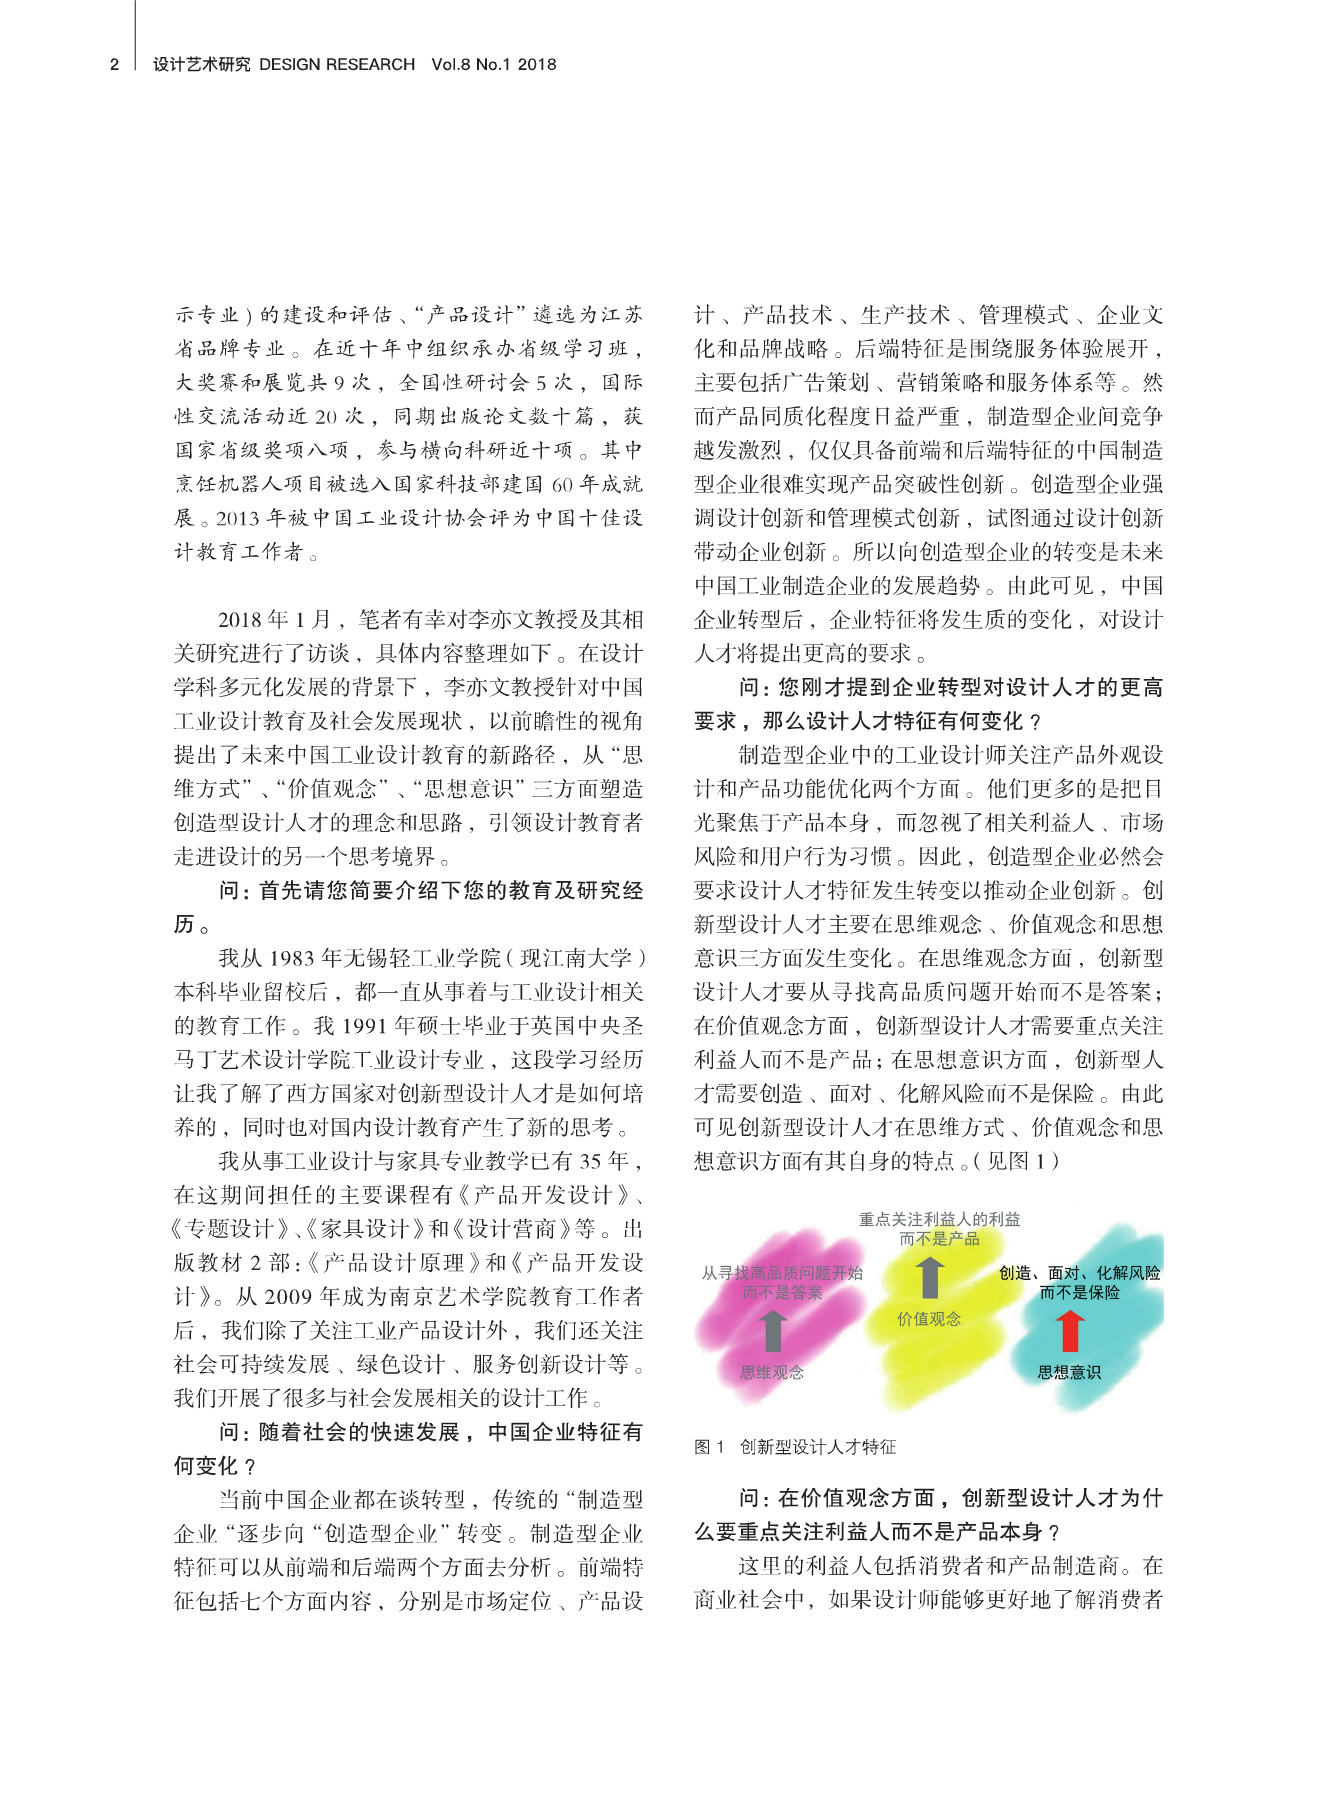 2 设计艺术研究 DESIGN RESEARCH Vol.8 No.1 2018
示专业)的建设和评估、“产品设计”遴选为江苏
省品牌专业。在近十年中组织承办省级学习班，
大奖赛和展览共9次，全国性研讨会5次，国际
性交流活动近20次，同期出版论文数十篇，获
国家省级奖项八项，参与横向科研近十项。其中
烹饪机器人项目被选入国家科技部建国60年成就
展。2013年被中国工业设计协会评为中国十佳设
计教育工作者。
2018年1月，笔者有幸对李亦文教授及其相
关研究进行了访谈，具体内容整理如下。在设计
学科多元化发展的背景下，李亦文教授针对中国
工业设计教育及社会发展现状，以前瞻性的视角
提出了未来中国工业设计教育的新路径，从“思
维方式”、“价值观念”、“思想意识”三方面塑造
创造型设计人才的理念和思路，引领设计教育者
走进设计的另一个思考境界。
问：首先请您简要介绍下您的教育及研究经
历。
我从1983年无锡轻工业学院（现江南大学）
本科毕业留校后，都一直从事着与工业设计相关
的教育工作。我1991年硕士毕业于英国中央圣
马丁艺术设计学院工业设计专业，这段学习经历
让我了解了西方国家对创新型设计人才是如何培
养的，同时也对国内设计教育产生了新的思考。
我从事工业设计与家具专业教学已有35年，
在这期间担任的主要课程有《产品开发设计》、
《专题设计》、《家具设计》和《设计营商》等。出
版教材2部：《产品设计原理》和《产品开发设
计》。从2009年成为南京艺术学院教育工作者
后，我们除了关注工业产品设计外，我们还关注
社会可持续发展、绿色设计、服务创新设计等。
我们开展了很多与社会发展相关的设计工作。
问：随着社会的快速发展，中国企业特征有
何变化？
当前中国企业都在谈转型，传统的“制造型
企业“逐步向“创造型企业”转变。制造型企业
特征可以从前端和后端两个方面去分析。前端特
征包括七个方面内容，分别是市场定位、产品设
计、产品技术、生产技术、管理模式、企业文
化和品牌战略。后端特征是围绕服务体验展开，
主要包括广告策划、营销策略和服务体系等。然
而产品同质化程度日益严重，制造型企业间竞争
越发激烈，仅仅具备前端和后端特征的中国制造
型企业很难实现产品突破性创新。创造型企业强
调设计创新和管理模式创新，试图通过设计创新
带动企业创新。所以向创造型企业的转变是未来
中国工业制造企业的发展趋势。由此可见，中国
企业转型后，企业特征将发生质的变化，对设计
人才将提出更高的要求。
问：您刚才提到企业转型对设计人才的更高
要求，那么设计人才特征有何变化？
制造型企业中的工业设计师关注产品外观设
计和产品功能优化两个方面。他们更多的是把目
光聚焦于产品本身，而忽视了相关利益人、市场
风险和用户行为习惯。因此，创造型企业必然会
要求设计人才特征发生转变以推动企业创新。创
新型设计人才主要在思维观念、价值观念和思想
意识三方面发生变化。在思维观念方面，创新型
设计人才要从寻找高品质问题开始而不是答案；
在价值观念方面，创新型设计人才需要重点关注
利益人而不是产品；在思想意识方面，创新型人
才需要创造、面对、化解风险而不是保险。由此
可见创新型设计人才在思维方式、价值观念和思
想意识方面有其自身的特点。（见图1）
重点关注利益人的利益
而不是产品
从寻找高品质问题开始
而不是答案
创造、面对、化解风险
而不是保险
价值观念
思维观念
思想意识
图1 创新型设计人才特征
问：在价值观念方面，创新型设计人才为什
么要重点关注利益人而不是产品本身？
这里的利益人包括消费者和产品制造商。在
商业社会中，如果设计师能够更好地了解消费者